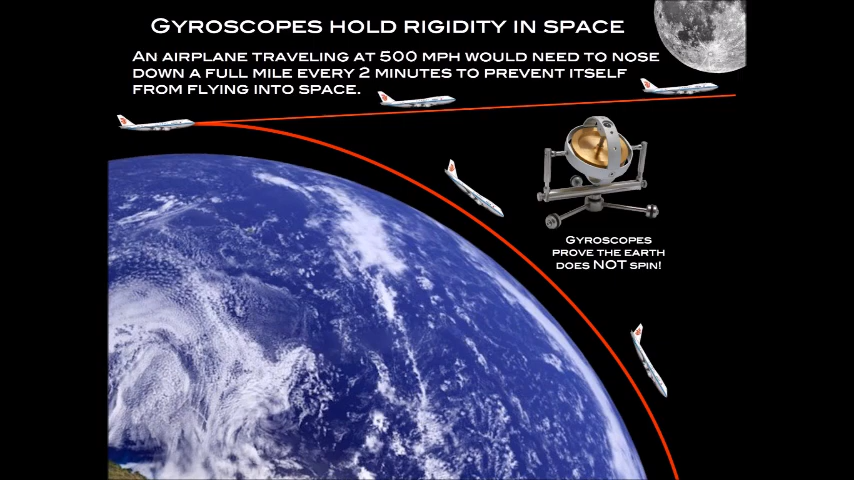 Gyroscopes hold rigidity in space
An airplane traveling at 500 mph would need to nose
down a full mile every 2 minutes to prevent itself
from flying into space.
Gyroscopes
prove the earth
does NOT spin!